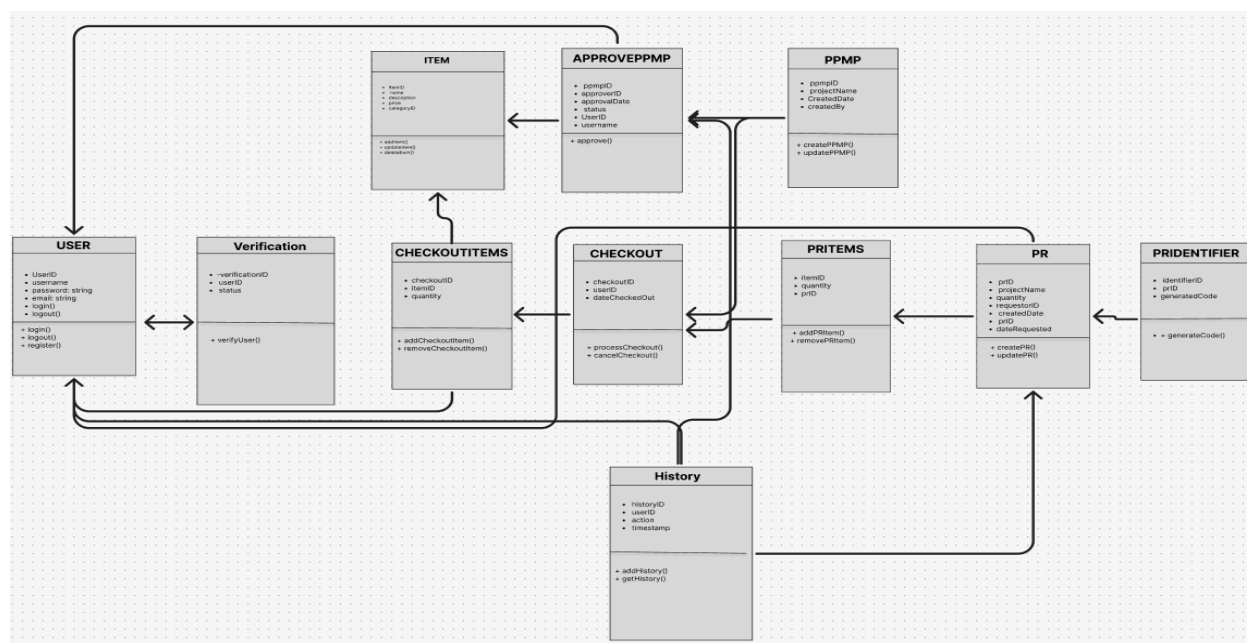 ITEM
• ItemID
• name
• description
• price
• categoryID
+ addItem()
+ updateItem()
+ deleteItem()
APPROVEPPMP
• ppmpID
• approverID
• approvalDate
• status
• UserID
• username
+ approve()
PPMP
• ppmpID
• projectName
• CreatedDate
• createdBy
+ createPPMP()
+ updatePPMP()
USER
• UserID
• username
• password: string
• email: string
• login()
• logout()
+ login()
+ logout()
+ register()
Verification
• -verificationID
• userID
• status
+ verifyUser()
CHECKOUTITEMS
• checkoutID
• itemID
• quantity
+ addCheckoutItem()
+ removeCheckoutItem()
CHECKOUT
• checkoutID
• userID
• dateCheckedOut
+ processCheckout()
+ cancelCheckout()
PRITEMS
• itemID
• quantity
• prID
+ addPRItem()
+ removePRItem()
PR
• prID
• projectName
• quantity
• requestorID
• createdDate
• prID
• dateRequested
+ createPR()
+ updatePR()
PRIDENTIFIER
• identifierID
• prID
• generatedCode
• + generateCode()
History
• historyID
• userID
• action
• timestamp
+ addHistory()
+ getHistory()